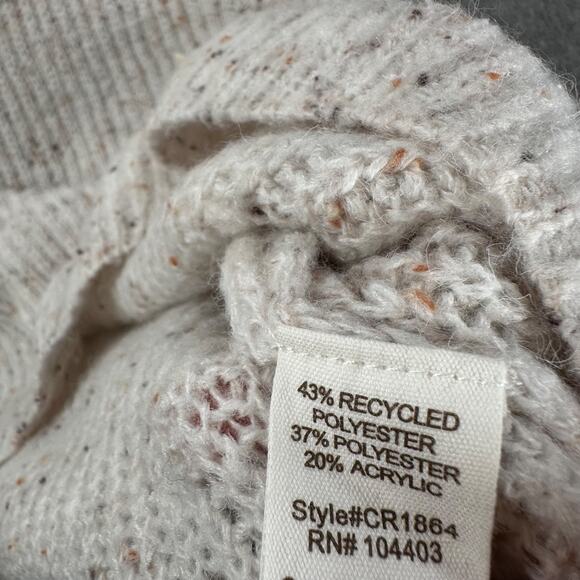 43% RECYCLED
POLYESTER
37% POLYESTER
20% ACRYLIC
Style#CR1864
RN# 104403